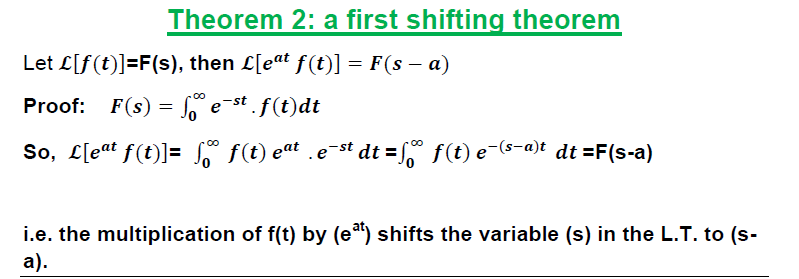 Theorem 2: a first shifting theorem
Let ℒ[f(t)]=F(s), then ℒ[e^{at} f(t)] = F(s − a)
Proof: F(s) = ∫_0^∞ e^{−st} . f(t)dt
So, ℒ[e^{at} f(t)]= ∫_0^∞ f(t) e^{at} . e^{−st} dt =∫_0^∞ f(t) e^{−(s−a)t} dt =F(s-a)
i.e. the multiplication of f(t) by (e^{at}) shifts the variable (s) in the L.T. to (s-
a).